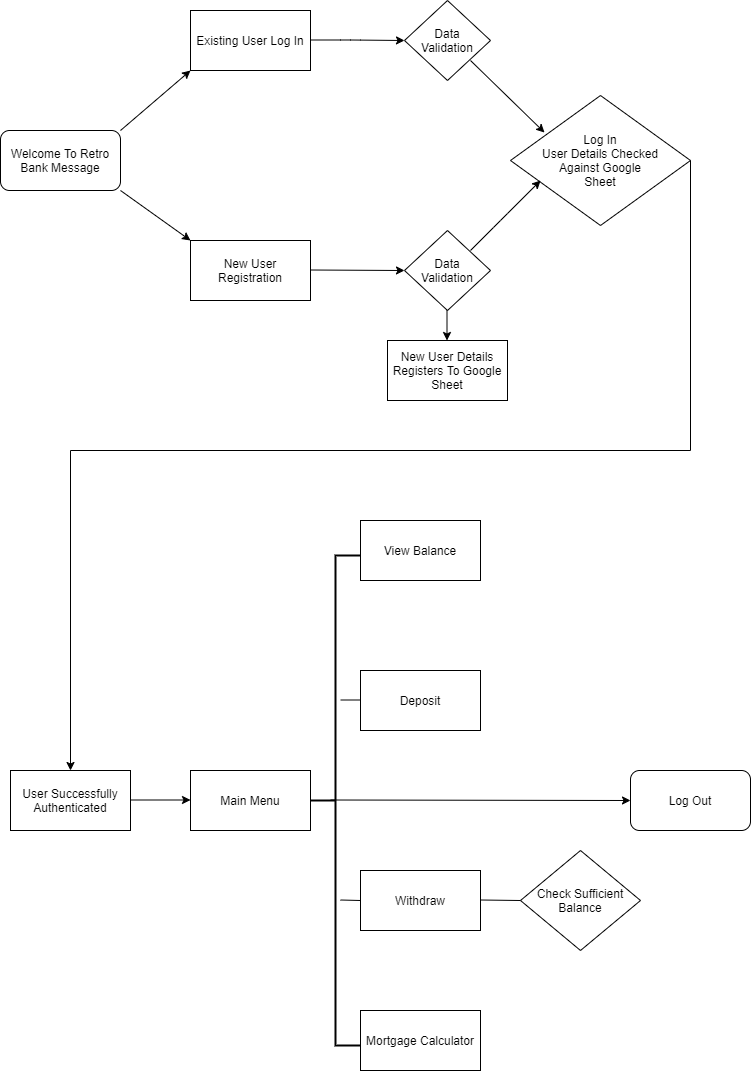 Existing User Log In
Data
Validation
Welcome To Retro
Bank Message
Log In
User Details Checked
Against Google
Sheet
New User
Registration
Data
Validation
New User Details
Registers To Google
Sheet
View Balance
Deposit
User Successfully
Authenticated
Main Menu
Log Out
Withdraw
Check Sufficient
Balance
Mortgage Calculator